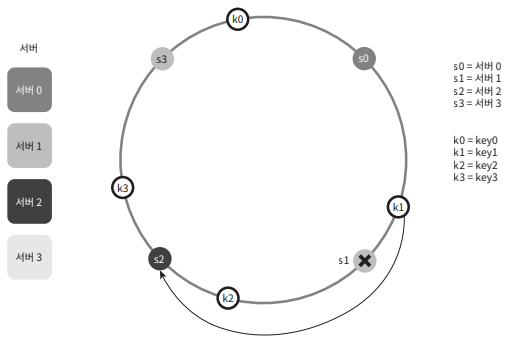 서버
서버 0
서버 1
서버 2
서버 3
k0
s0
s3
k3
k1
s2
s1
k2
s0 = 서버 0
s1 = 서버 1
s2 = 서버 2
s3 = 서버 3
k0 = key0
k1 = key1
k2 = key2
k3 = key3